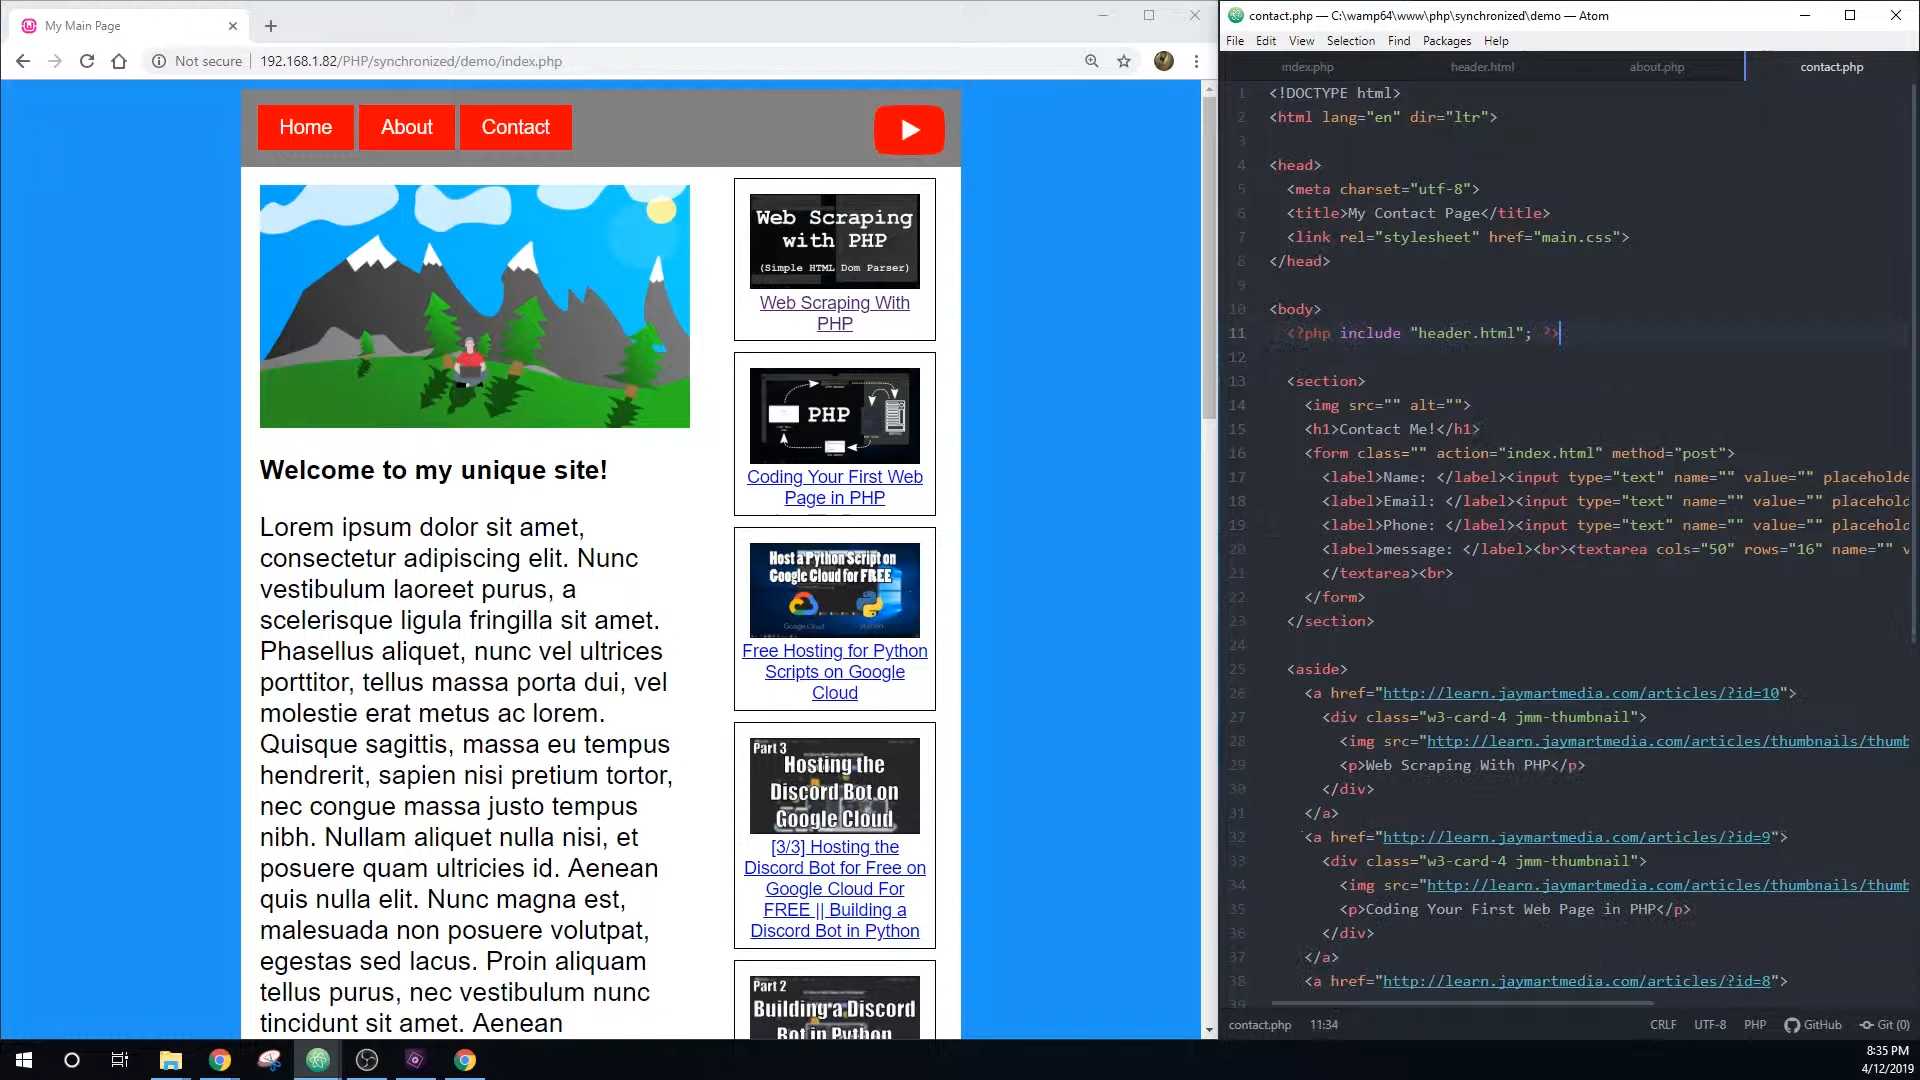 My Main Page
Not secure
192.168.1.82/PHP/synchronized/demo/index.php
Home
About
Contact
Welcome to my unique site!
Lorem ipsum dolor sit amet,
consectetur adipiscing elit. Nunc
vestibulum laoreet purus, a
scelerisque ligula fringilla sit amet.
Phasellus aliquet, nunc vel ultrices
porttitor, tellus massa porta dui, vel
molestie erat metus ac lorem.
Quisque sagittis, massa eu tempus
hendrerit, sapien nisi pretium tortor,
nec congue massa justo tempus
nibh. Nullam aliquet nulla nisi, et
posuere quam ultricies id. Aenean
quis nulla elit. Nunc magna est,
malesuada non posuere volutpat,
egestas sed lacus. Proin aliquam
tellus purus, nec vestibulum nunc
tincidunt sit amet. Aenean
Web Scraping
with PHP
(Simple HTML Dom Parser)
Web Scraping With
PHP
PHP
Coding Your First Web
Page in PHP
Host a Python Script on
Google Cloud for FREE
Google Cloud
python
Free Hosting for Python
Scripts on Google
Cloud
Part 3
Hosting the
Discord Bot on
Google Cloud
[3/3] Hosting the
Discord Bot for Free on
Google Cloud For
FREE || Building a
Discord Bot in Python
Part 2
Building a Discord
Bot in Python
contact.php — C:\wamp64\www\php\synchronized\demo — Atom
File Edit View Selection Find Packages Help
index.php
header.html
about.php
contact.php
1 <!DOCTYPE html>
2 <html lang="en" dir="ltr">
3
4 <head>
5 <meta charset="utf-8">
6 <title>My Contact Page</title>
7 <link rel="stylesheet" href="main.css">
8 </head>
9
10 <body>
11 <?php include "header.html"; ?>
12
13 <section>
14 <img src="" alt="">
15 <h1>Contact Me!</h1>
16 <form class="" action="index.html" method="post">
17 <label>Name: </label><input type="text" name="" value="" placeholde
18 <label>Email: </label><input type="text" name="" value="" placehold
19 <label>Phone: </label><input type="text" name="" value="" placehold
20 <label>message: </label><br><textarea cols="50" rows="16" name="" v
21 </textarea><br>
22 </form>
23 </section>
24
25 <aside>
26 <a href="http://learn.jaymartmedia.com/articles/?id=10">
27 <div class="w3-card-4 jmm-thumbnail">
28 <img src="http://learn.jaymartmedia.com/articles/thumbnails/thumb
29 <p>Web Scraping With PHP</p>
30 </div>
31 </a>
32 <a href="http://learn.jaymartmedia.com/articles/?id=9">
33 <div class="w3-card-4 jmm-thumbnail">
34 <img src="http://learn.jaymartmedia.com/articles/thumbnails/thumb
35 <p>Coding Your First Web Page in PHP</p>
36 </div>
37 </a>
38 <a href="http://learn.jaymartmedia.com/articles/?id=8">
39
contact.php 11:34
CRLF UTF-8 PHP GitHub Git (0)
8:35 PM
4/12/2019